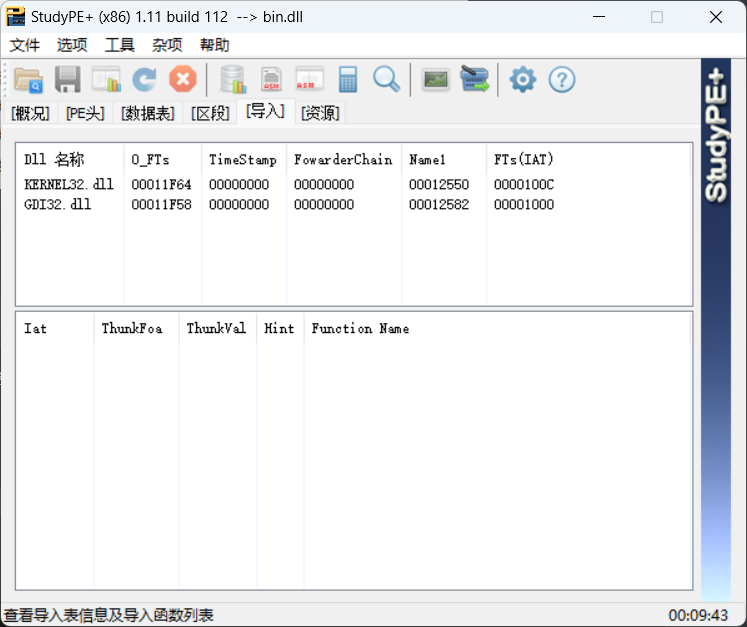 StudyPE+ (x86) 1.11 build 112 --> bin.dll
文件 选项 工具 杂项 帮助
ASM ASM
[概况] [PE头] [数据表] [区段] [导入] [资源]
StudyPE+
Dll 名称 O_FTs TimeStamp FowarderChain Name1 FTs(IAT)
KERNEL32.dll 00011F64 00000000 00000000 00012550 0000100C
GDI32.dll 00011F58 00000000 00000000 00012582 00001000
Iat ThunkFoa ThunkVal Hint Function Name
查看导入表信息及导入函数列表 00:09:43